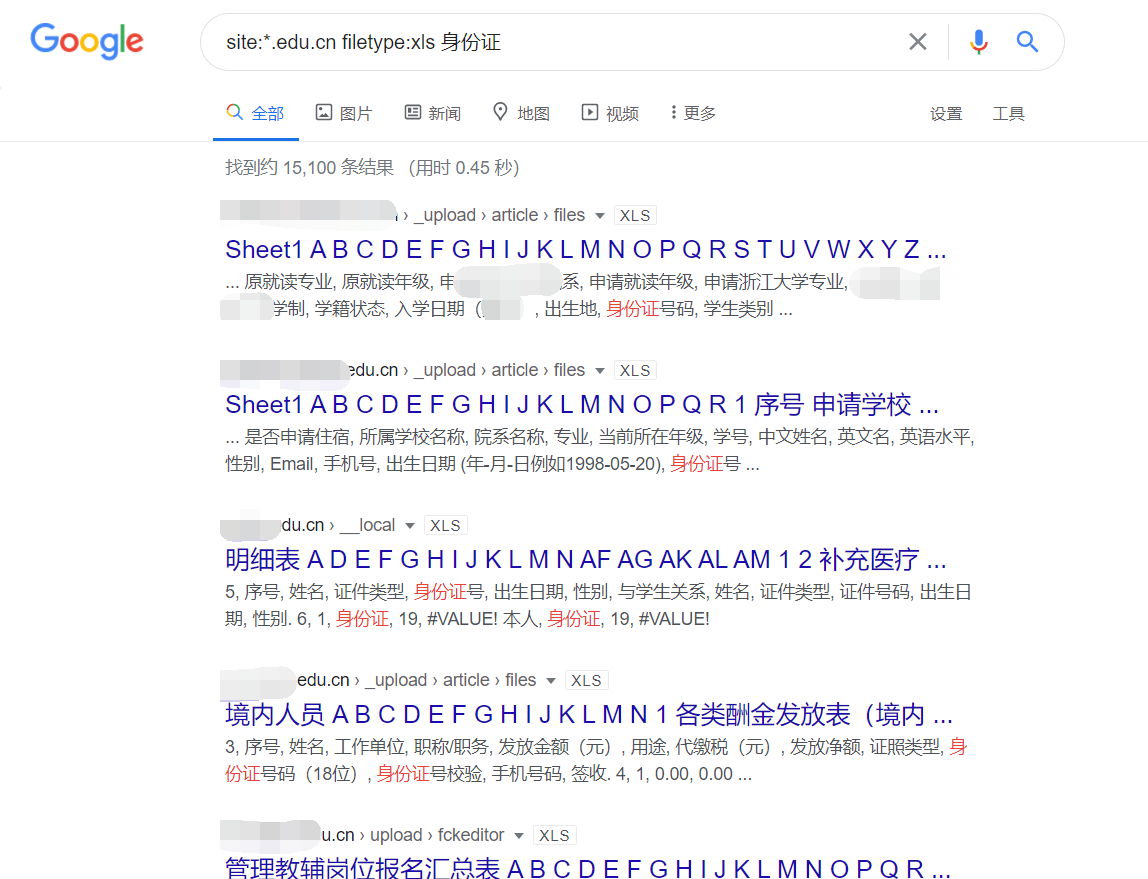 Google
site:*.edu.cn filetype:xls 身份证
全部 图片 新闻 地图 视频 更多 设置 工具
找到约 15,100 条结果 (用时 0.45 秒)
› _upload › article › files XLS
Sheet1 A B C D E F G H I J K L M N O P Q R S T U V W X Y Z ...
... 原就读专业, 原就读年级, 申 系, 申请就读年级, 申请浙江大学专业,
学制, 学籍状态, 入学日期( , 出生地, 身份证号码, 学生类别 ...
edu.cn › _upload › article › files XLS
Sheet1 A B C D E F G H I J K L M N O P Q R 1 序号 申请学校 ...
... 是否申请住宿, 所属学校名称, 院系名称, 专业, 当前所在年级, 学号, 中文姓名, 英文名, 英语水平,
性别, Email, 手机号, 出生日期 (年-月-日例如1998-05-20), 身份证号 ...
du.cn › __local XLS
明细表 A D E F G H I J K L M N AF AG AK AL AM 1 2 补充医疗 ...
5, 序号, 姓名, 证件类型, 身份证号, 出生日期, 性别, 与学生关系, 姓名, 证件类型, 证件号码, 出生日
期, 性别. 6, 1, 身份证, 19, #VALUE! 本人, 身份证, 19, #VALUE!
edu.cn › _upload › article › files XLS
境内人员 A B C D E F G H I J K L M N 1 各类酬金发放表(境内 ...
3, 序号, 姓名, 工作单位, 职称/职务, 发放金额(元), 用途, 代缴税(元), 发放净额, 证照类型, 身
份证号码(18位), 身份证号校验, 手机号码, 签收. 4, 1, 0.00, 0.00 ...
u.cn › upload › fckeditor XLS
管理教辅岗位报名汇总表 A B C D E F G H I J K L M N O P Q R ...